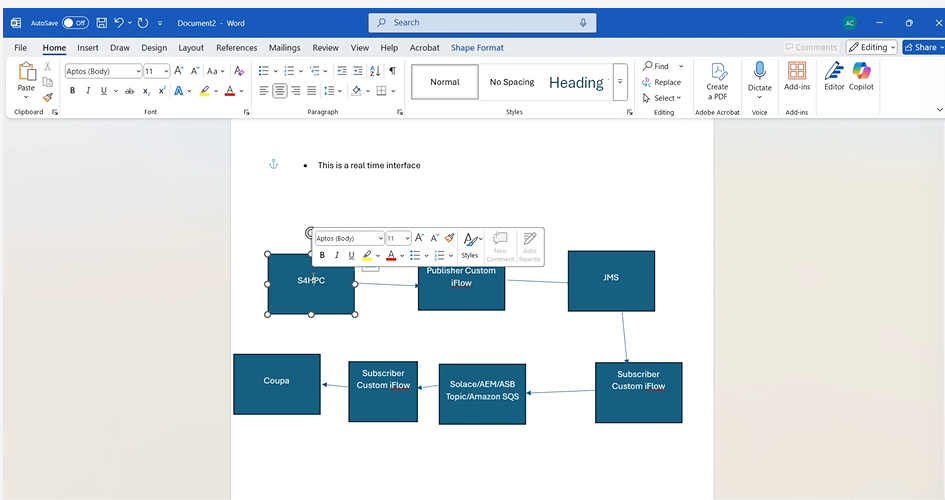 AutoSave Off Document2 - Word Search AC
File Home Insert Draw Design Layout References Mailings Review View Help Acrobat Shape Format Comments Editing Share
Paste Aptos (Body) 11 A A Aa A Normal No Spacing Heading Find Replace Select Create a PDF Dictate Add-ins Editor Copilot
B I U ab x x A A
Clipboard Font Paragraph Styles Editing Adobe Acrobat Voice Add-ins
• This is a real time interface
Aptos (Body) 11 A A
B I U A Styles New Comment Auto Rewrite
S4HPC
Publisher Custom
iFlow
JMS
Coupa
Subscriber
Custom iFlow
Solace/AEM/ASB
Topic/Amazon SQS
Subscriber
Custom iFlow